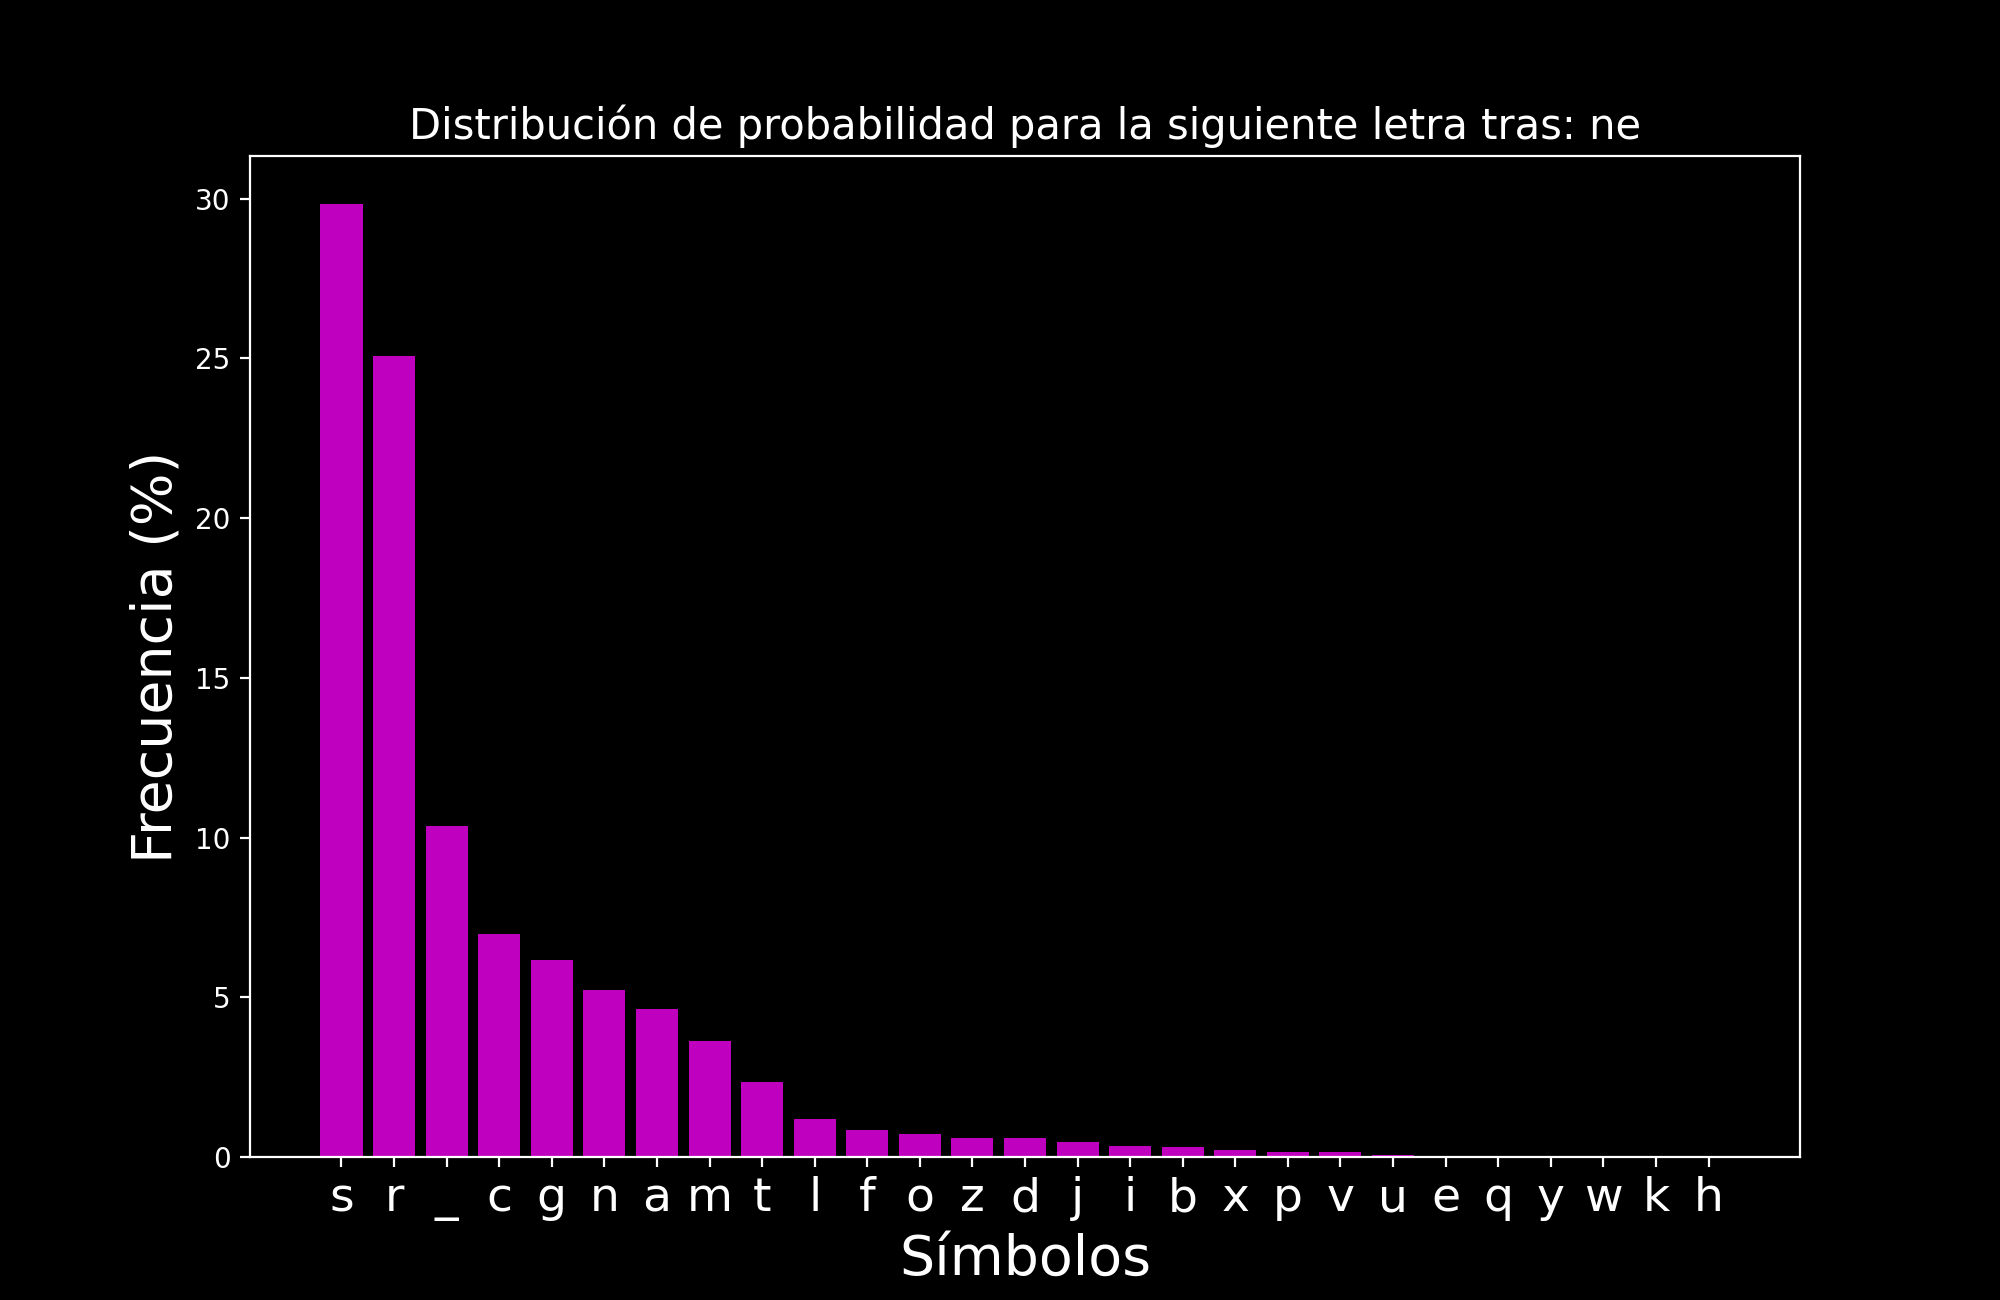 Distribución de probabilidad para la siguiente letra tras: ne
Frecuencia (%)
30
25
20
15
10
5
0
s r _ c g n a m t l f o z d j i b x p v u e q y w k h
Símbolos